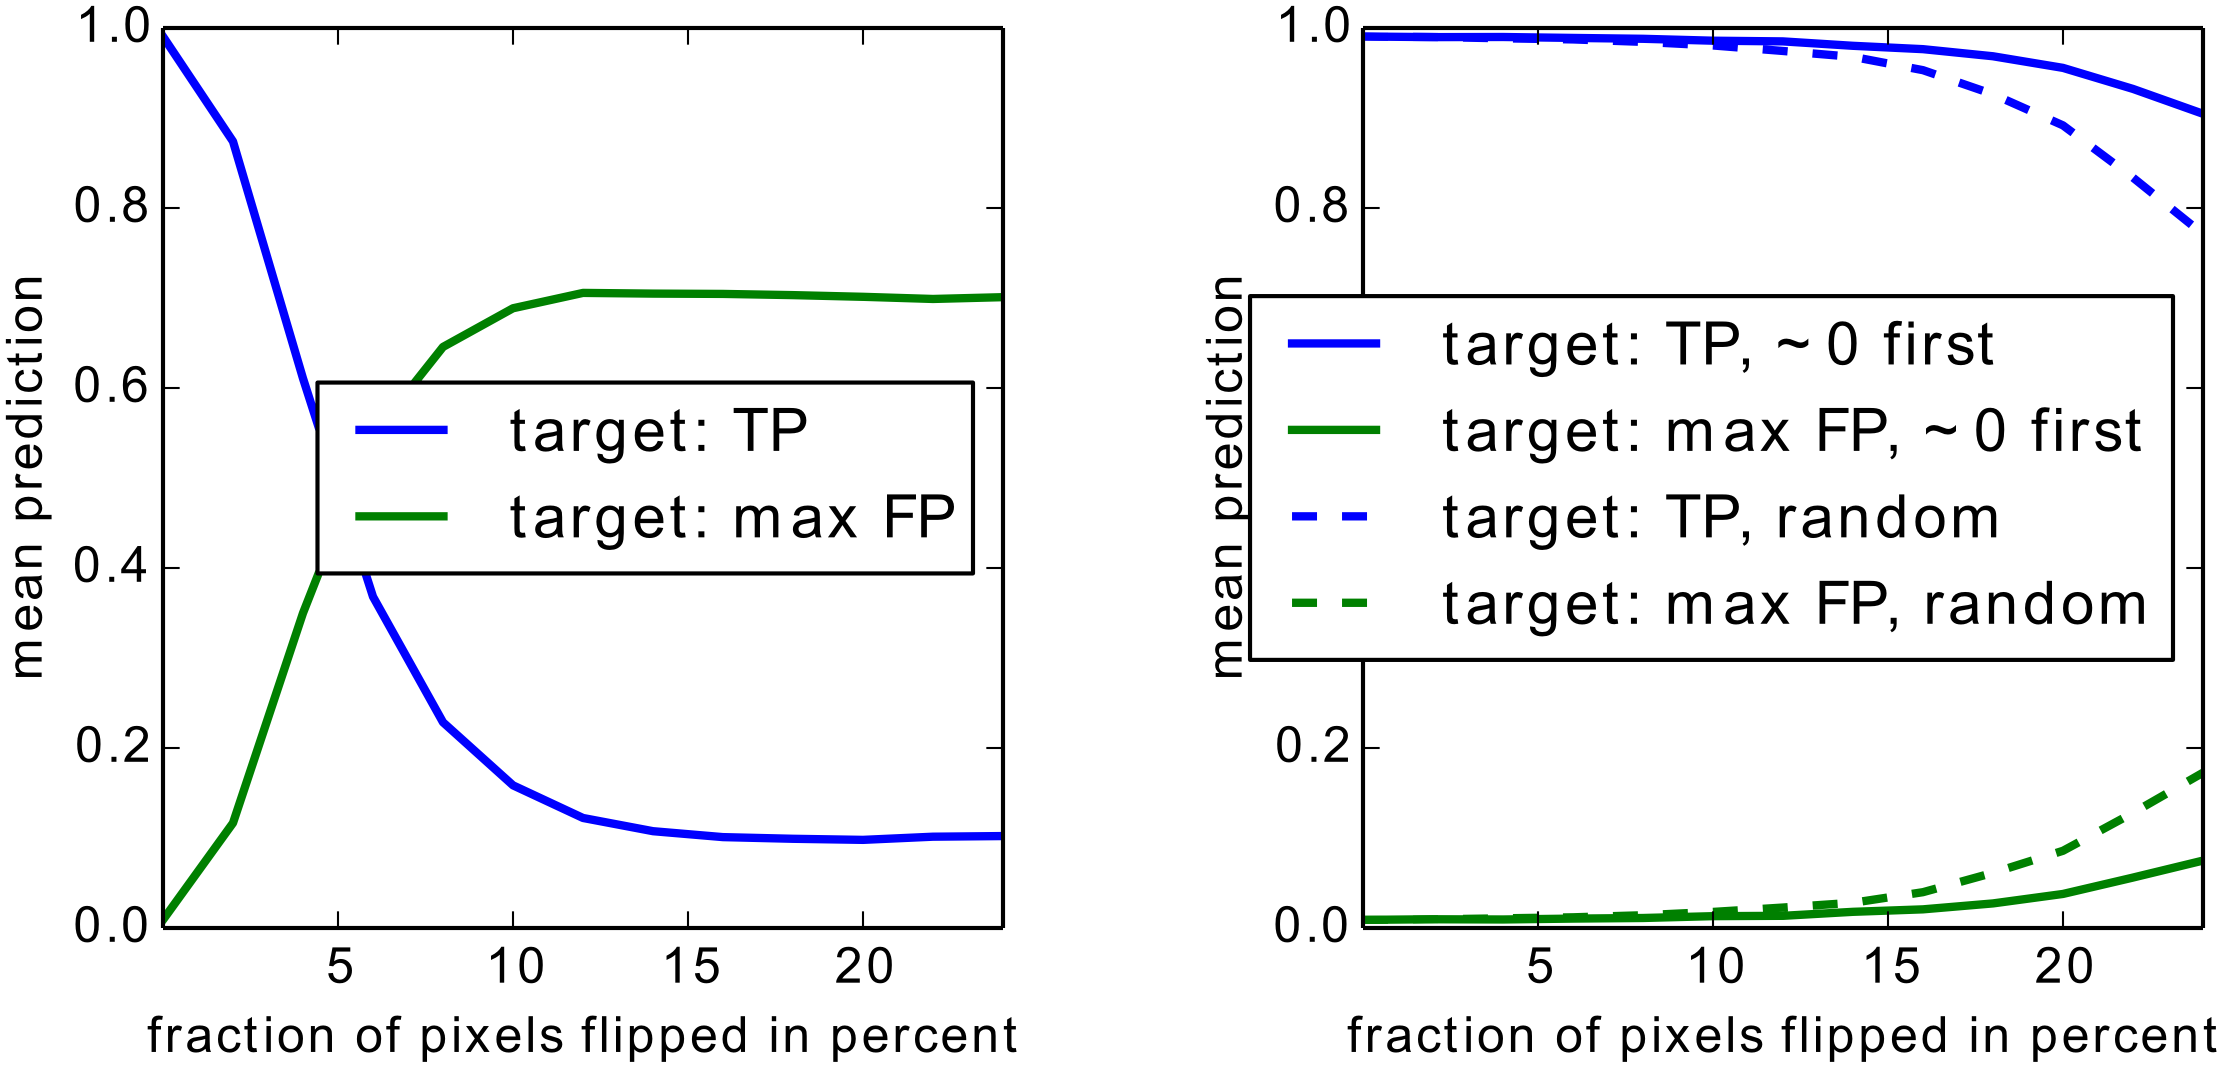 1.0
0.8
0.6
0.4
0.2
0.0
5 10 15 20
mean prediction
fraction of pixels flipped in percent
target: TP
target: max FP
1.0
0.8
0.2
0.0
5 10 15 20
mean prediction
fraction of pixels flipped in percent
target: TP, ~0 first
target: max FP, ~0 first
target: TP, random
target: max FP, random